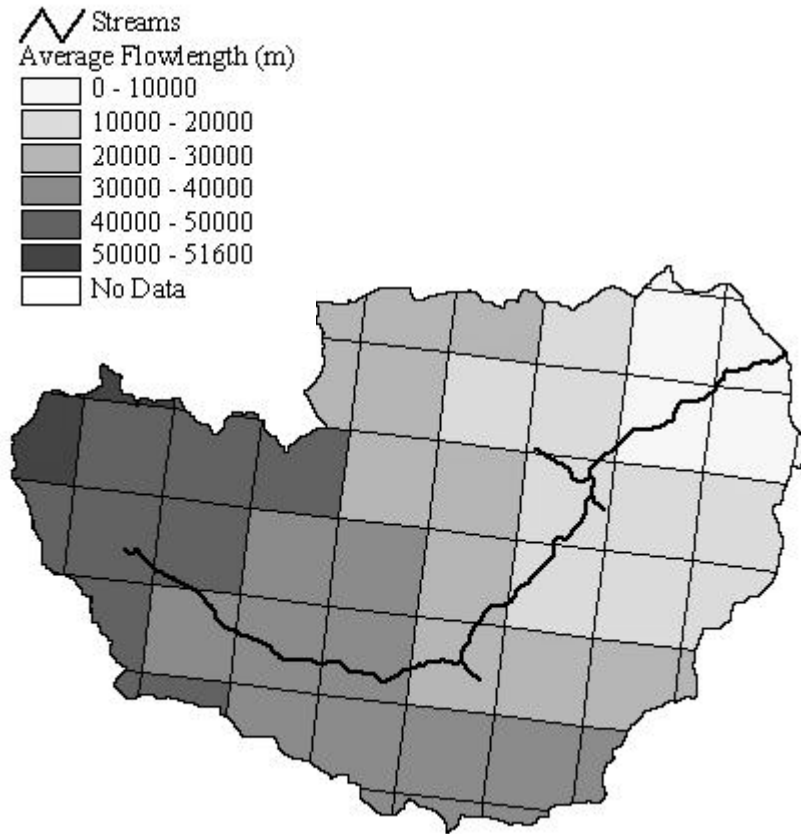 Streams
Average Flowlength (m)
0 - 10000
10000 - 20000
20000 - 30000
30000 - 40000
40000 - 50000
50000 - 51600
No Data